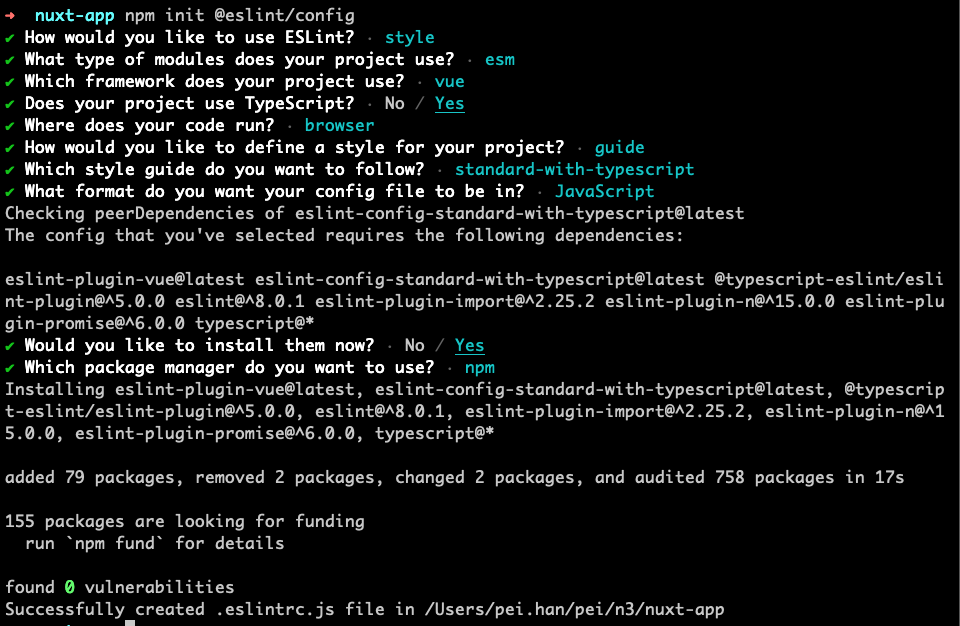 ➜  nuxt-app npm init @eslint/config
✔ How would you like to use ESLint? · style
✔ What type of modules does your project use? · esm
✔ Which framework does your project use? · vue
✔ Does your project use TypeScript? · No / Yes
✔ Where does your code run? · browser
✔ How would you like to define a style for your project? · guide
✔ Which style guide do you want to follow? · standard-with-typescript
✔ What format do you want your config file to be in? · JavaScript
Checking peerDependencies of eslint-config-standard-with-typescript@latest
The config that you've selected requires the following dependencies:

eslint-plugin-vue@latest eslint-config-standard-with-typescript@latest @typescript-eslint/esli
nt-plugin@^5.0.0 eslint@^8.0.1 eslint-plugin-import@^2.25.2 eslint-plugin-n@^15.0.0 eslint-plu
gin-promise@^6.0.0 typescript@*
✔ Would you like to install them now? · No / Yes
✔ Which package manager do you want to use? · npm
Installing eslint-plugin-vue@latest, eslint-config-standard-with-typescript@latest, @typescrip
t-eslint/eslint-plugin@^5.0.0, eslint@^8.0.1, eslint-plugin-import@^2.25.2, eslint-plugin-n@^1
5.0.0, eslint-plugin-promise@^6.0.0, typescript@*

added 79 packages, removed 2 packages, changed 2 packages, and audited 758 packages in 17s

155 packages are looking for funding
  run `npm fund` for details

found 0 vulnerabilities
Successfully created .eslintrc.js file in /Users/pei.han/pei/n3/nuxt-app